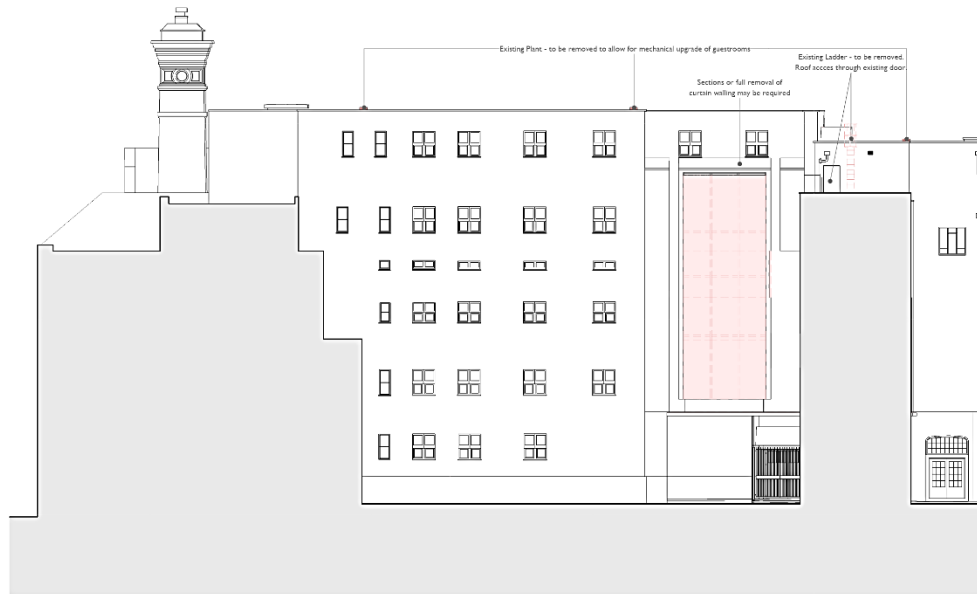 Existing Plant - to be removed to allow for mechanical upgrade of guestrooms
Existing Ladder - to be removed.
Roof access through existing door.
Sections or full removal of
curtain walling may be required